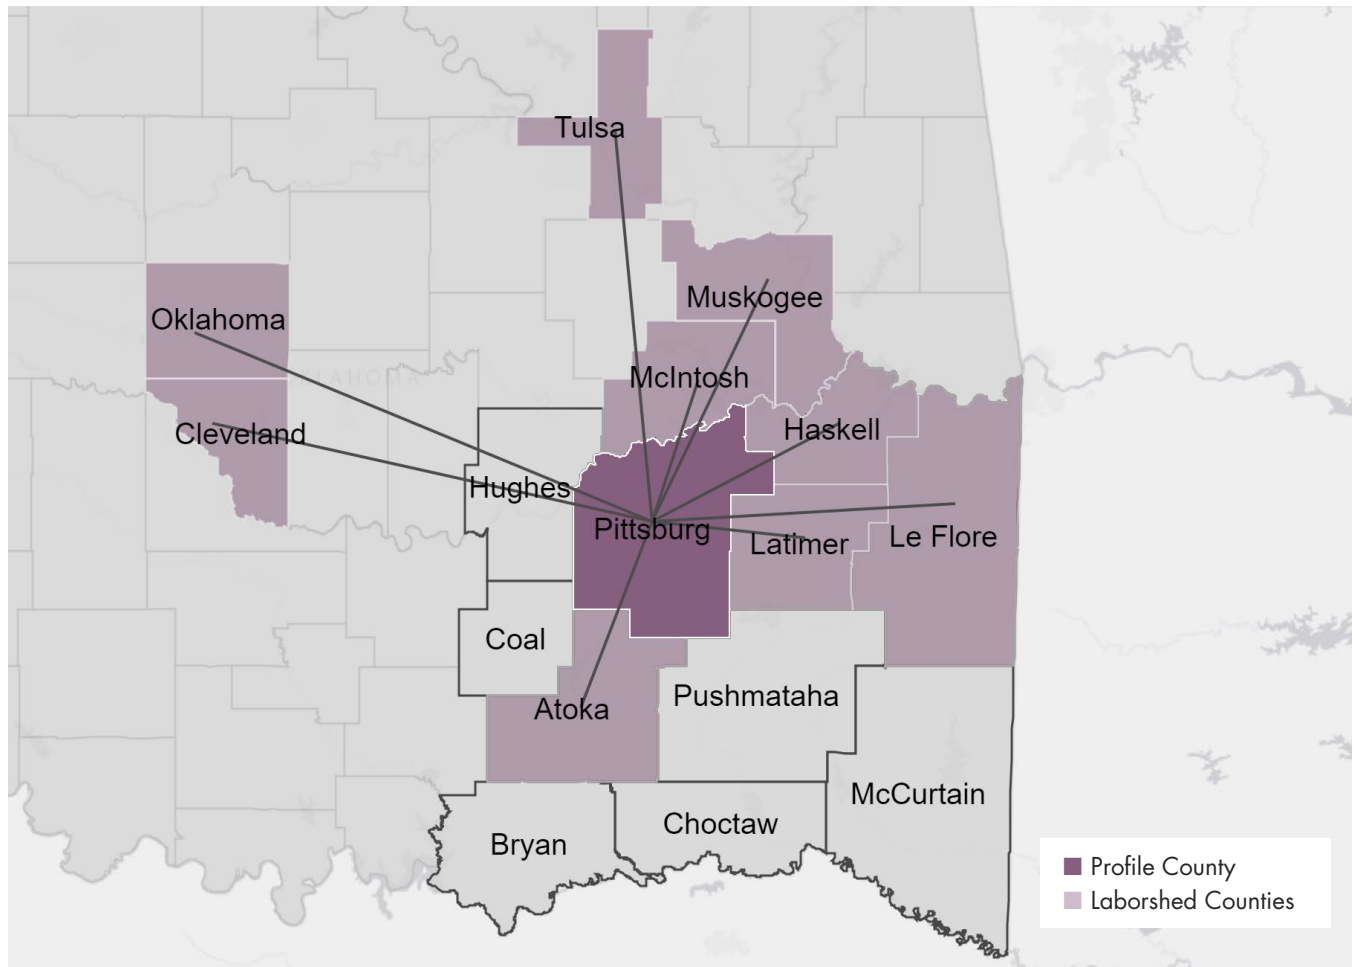 Tulsa
Muskogee
Oklahoma
McIntosh
OKLAHOMA
Cleveland
Haskell
Hughes
Pittsburg
Le Flore
Latimer
Coal
Pushmataha
Atoka
McCurtain
Choctaw
Bryan
Profile County
Laborshed Counties